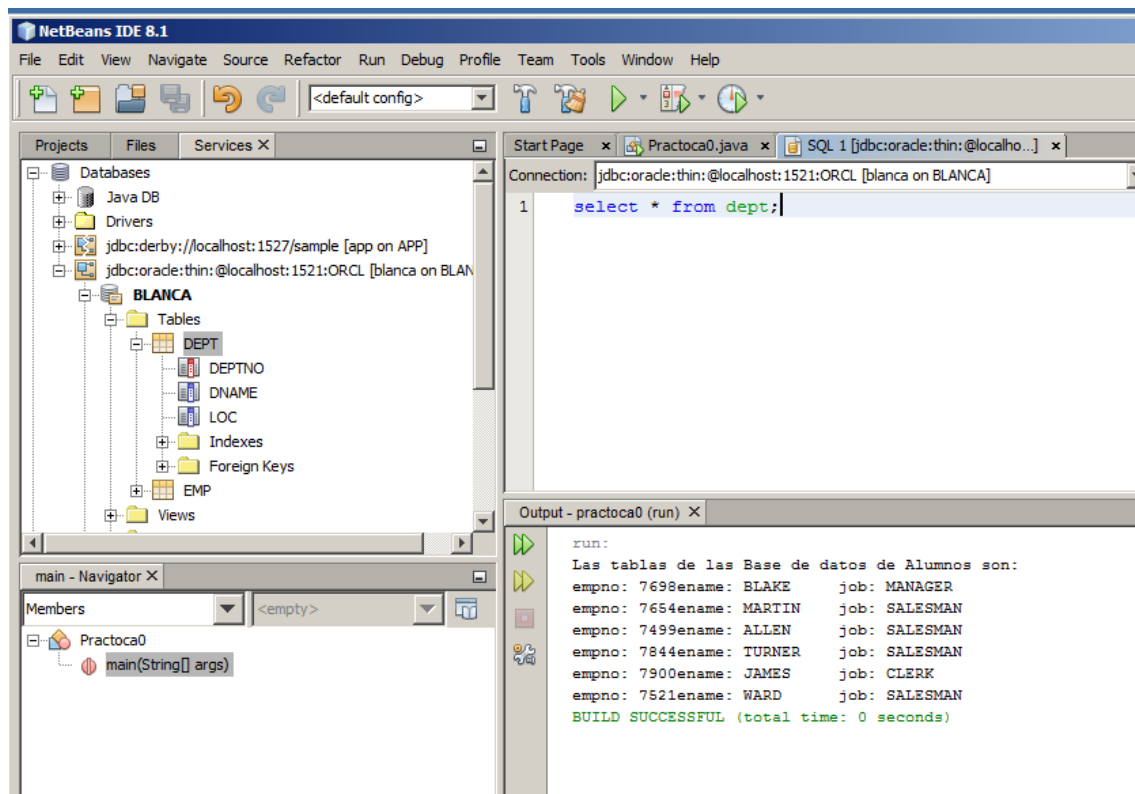 NetBeans IDE 8.1
File Edit View Navigate Source Refactor Run Debug Profile Team Tools Window Help
<default config>
Projects Files Services
Databases
Java DB
Drivers
jdbc:derby://localhost:1527/sample [app on APP]
jdbc:oracle:thin:@localhost:1521:ORCL [blanca on BLAN
BLANCA
Tables
DEPT
DEPTNO
DNAME
LOC
Indexes
Foreign Keys
EMP
Views
main - Navigator
Members <empty>
Practoca0
main(String[] args)
Start Page Practoca0.java SQL 1 [jdbc:oracle:thin:@localho...]
Connection: jdbc:oracle:thin:@localhost:1521:ORCL [blanca on BLANCA]
1 select * from dept;
Output - practoca0 (run)
run:
Las tablas de las Base de datos de Alumnos son:
empno: 7698ename: BLAKE job: MANAGER
empno: 7654ename: MARTIN job: SALESMAN
empno: 7499ename: ALLEN job: SALESMAN
empno: 7844ename: TURNER job: SALESMAN
empno: 7900ename: JAMES job: CLERK
empno: 7521ename: WARD job: SALESMAN
BUILD SUCCESSFUL (total time: 0 seconds)